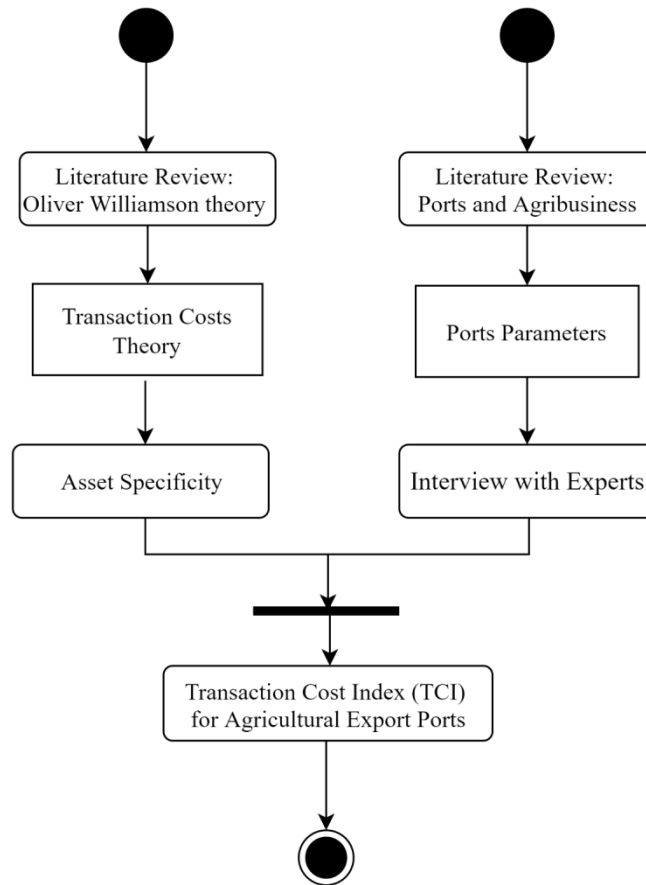 Literature Review:
Oliver Williamson theory
Literature Review:
Ports and Agribusiness
Transaction Costs
Theory
Ports Parameters
Asset Specificity
Interview with Experts
Transaction Cost Index (TCI)
for Agricultural Export Ports